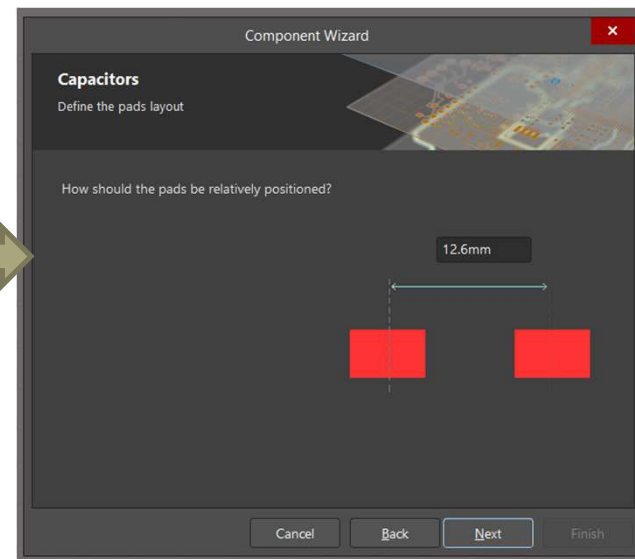 Component Wizard
Capacitors
Define the pads layout
How should the pads be relatively positioned?
12.6mm
Cancel Back Next Finish